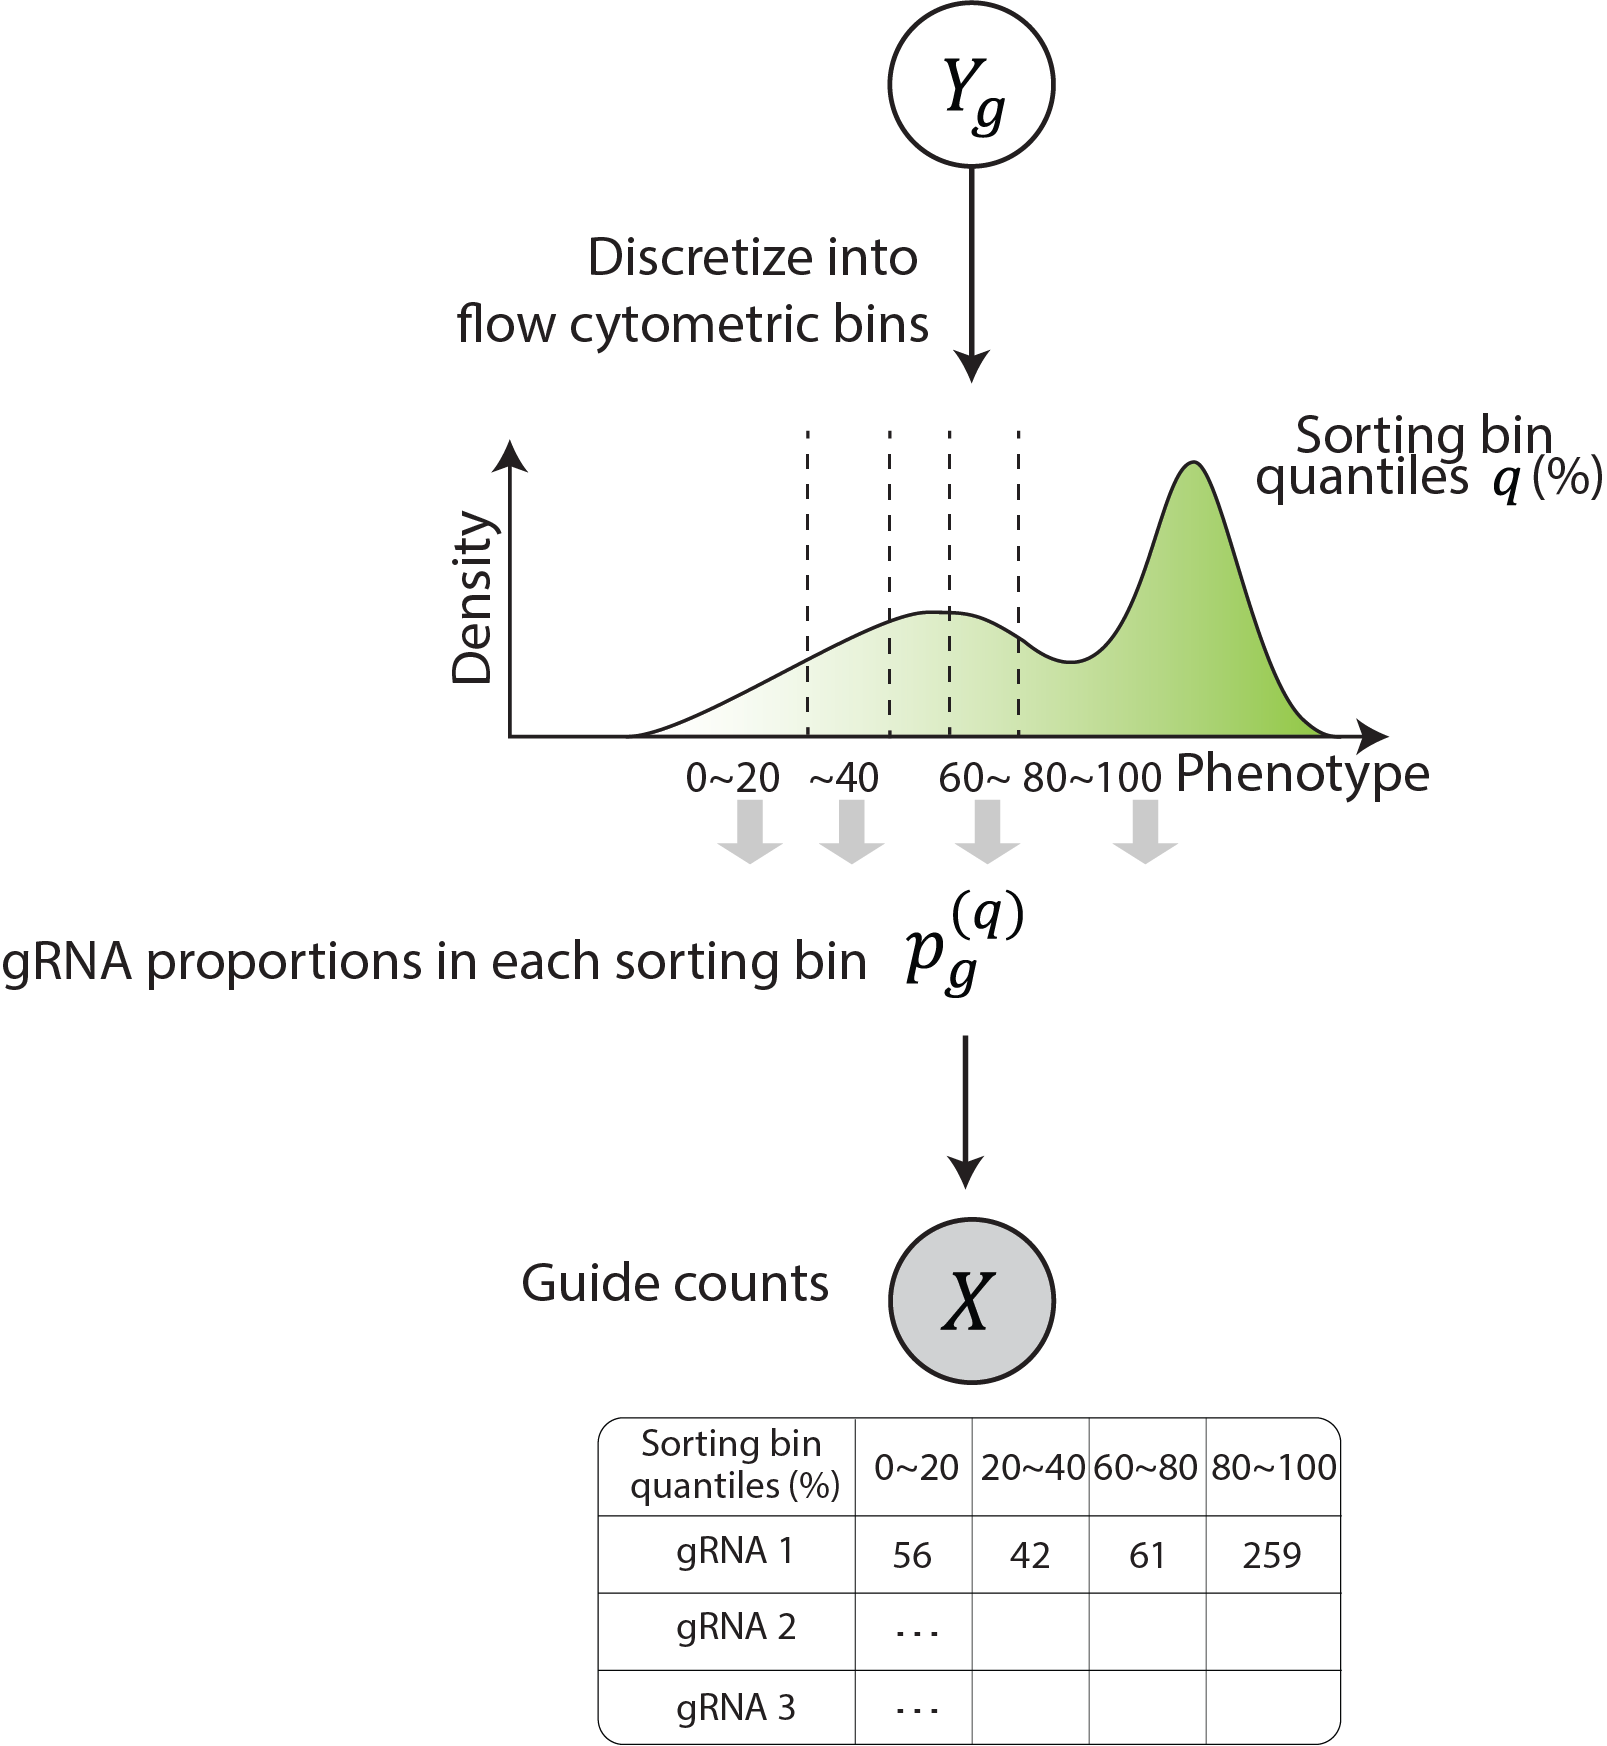 Y_g
Discretize into
flow cytometric bins
Sorting bin
quantiles q (%)
Density
0~20 ~40 60~ 80~100 Phenotype
gRNA proportions in each sorting bin p_g^(q)
Guide counts X
Sorting bin
quantiles (%) 0~20 20~40 60~80 80~100
gRNA 1 56 42 61 259
gRNA 2 ...
gRNA 3 ...